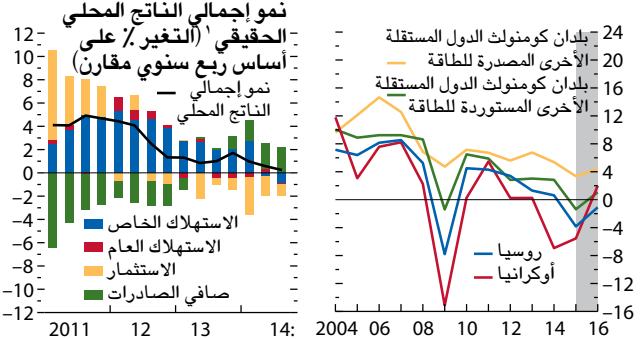 نمو إجمالي الناتج المحلي
الحقيقي١ (التغير ٪ على
أساس ربع سنوي مقارن)
نمو إجمالي
الناتج المحلي
12
10
8
6
4
2
0
−2
−4
−6
−8
−10
−12
الاستهلاك الخاص
الاستهلاك العام
الاستثمار
صافي الصادرات
2011 12 13 14:
بلدان كومنولث الدول المستقلة
الأخرى المصدرة للطاقة
بلدان كومنولث الدول المستقلة
الأخرى المستوردة للطاقة
24
20
16
12
8
4
0
−4
−8
−12
−16
روسيا
أوكرانيا
2004 06 08 10 12 14 16